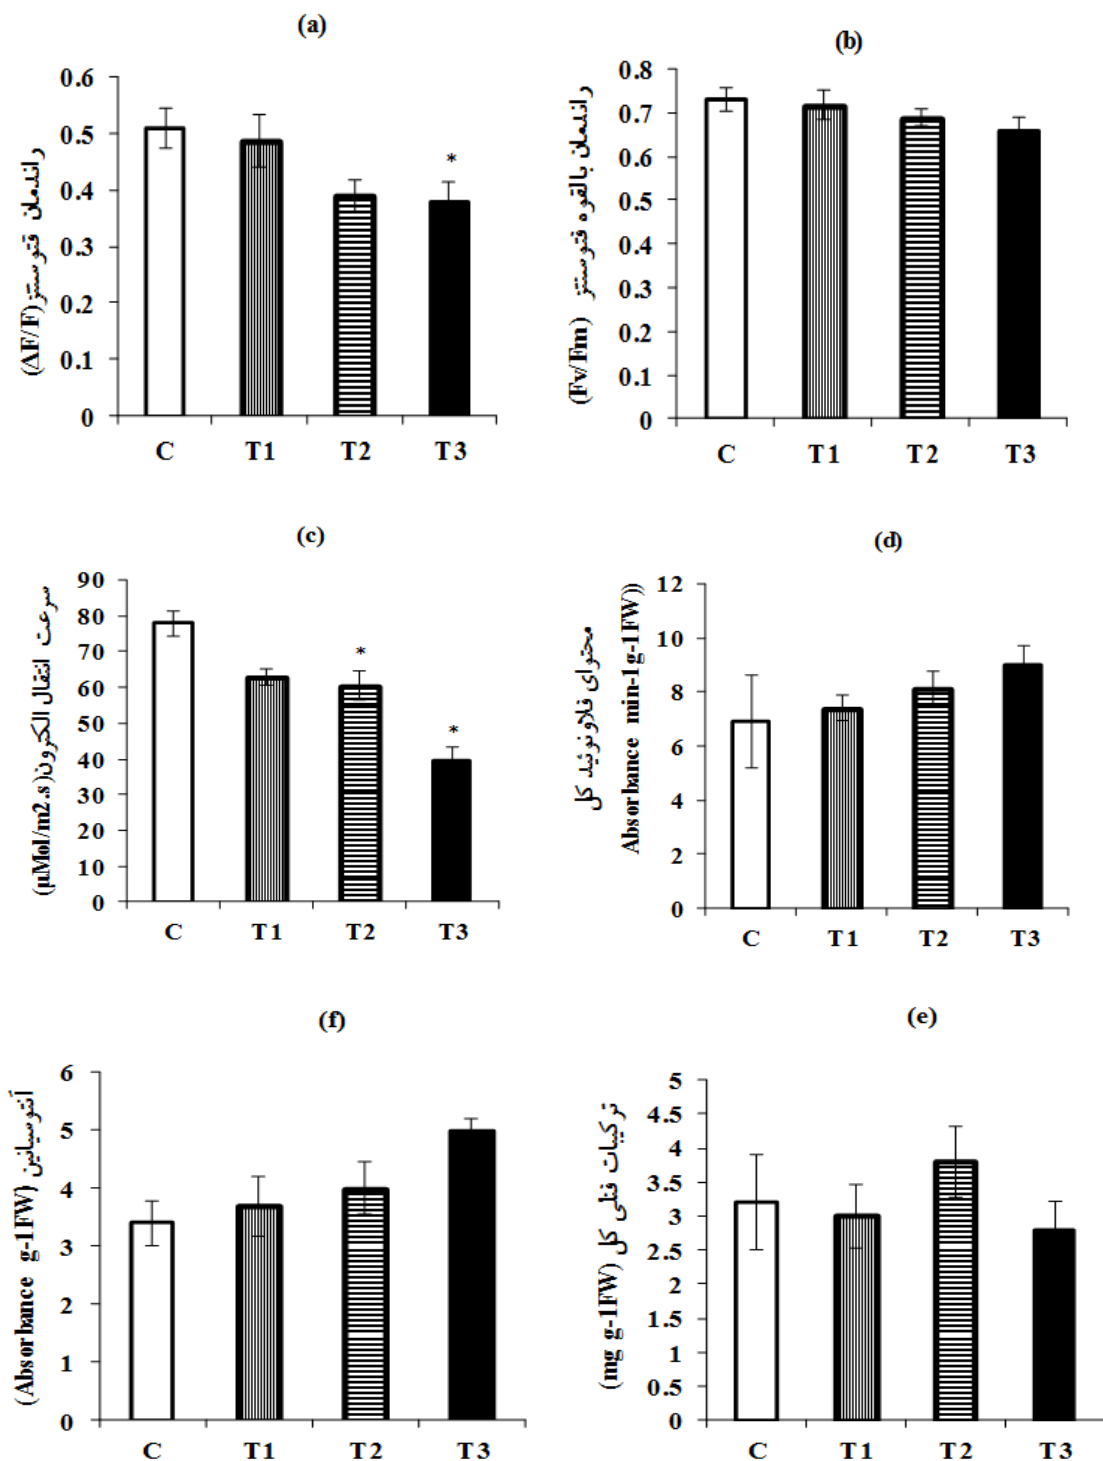 (a)
راندمان فتوسنتز(ΔF/F)
0.6
0.5
0.4
0.3
0.2
0.1
0
*
C T1 T2 T3
(b)
راندمان بالقوه فتوسنتز (Fv/Fm)
0.8
0.7
0.6
0.5
0.4
0.3
0.2
0.1
0
C T1 T2 T3
(c)
سرعت انتقال الکترون(µMol/m2.s)
90
80
70
60
50
40
30
20
10
0
*
*
C T1 T2 T3
(d)
محتوای فلاونوئید کل
Absorbance min-1g-1FW))
12
10
8
6
4
2
0
C T1 T2 T3
(f)
آنتوسیانین (Absorbance g-1FW)
6
5
4
3
2
1
0
C T1 T2 T3
(e)
ترکیبات فنلی کل (mg g-1FW)
5
4.5
4
3.5
3
2.5
2
1.5
1
0.5
0
C T1 T2 T3